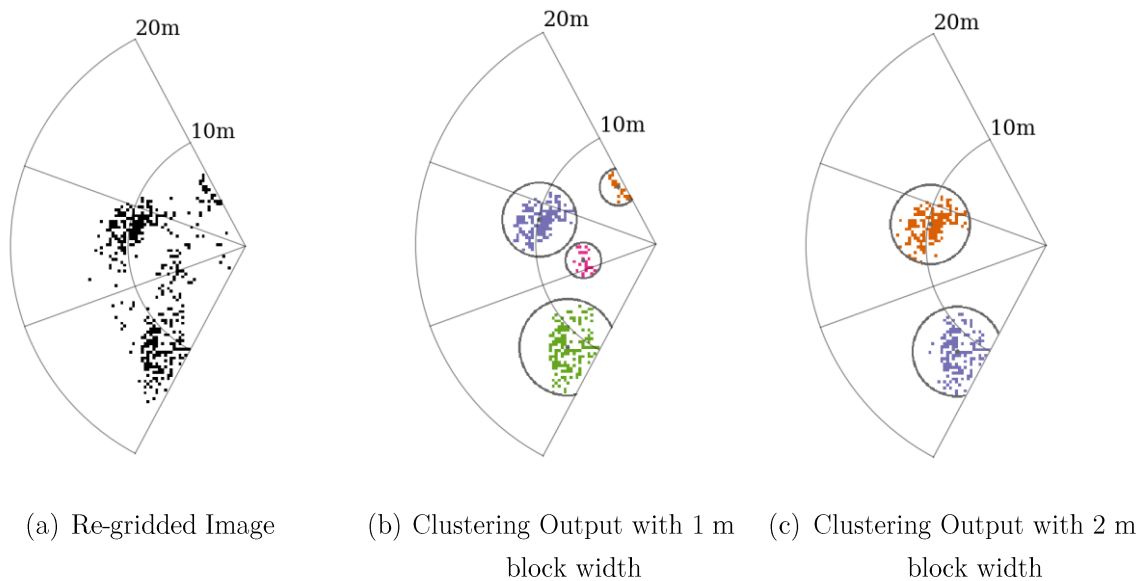 20m
10m
20m
10m
20m
10m
(a) Re-gridded Image
(b) Clustering Output with 1 m
block width
(c) Clustering Output with 2 m
block width